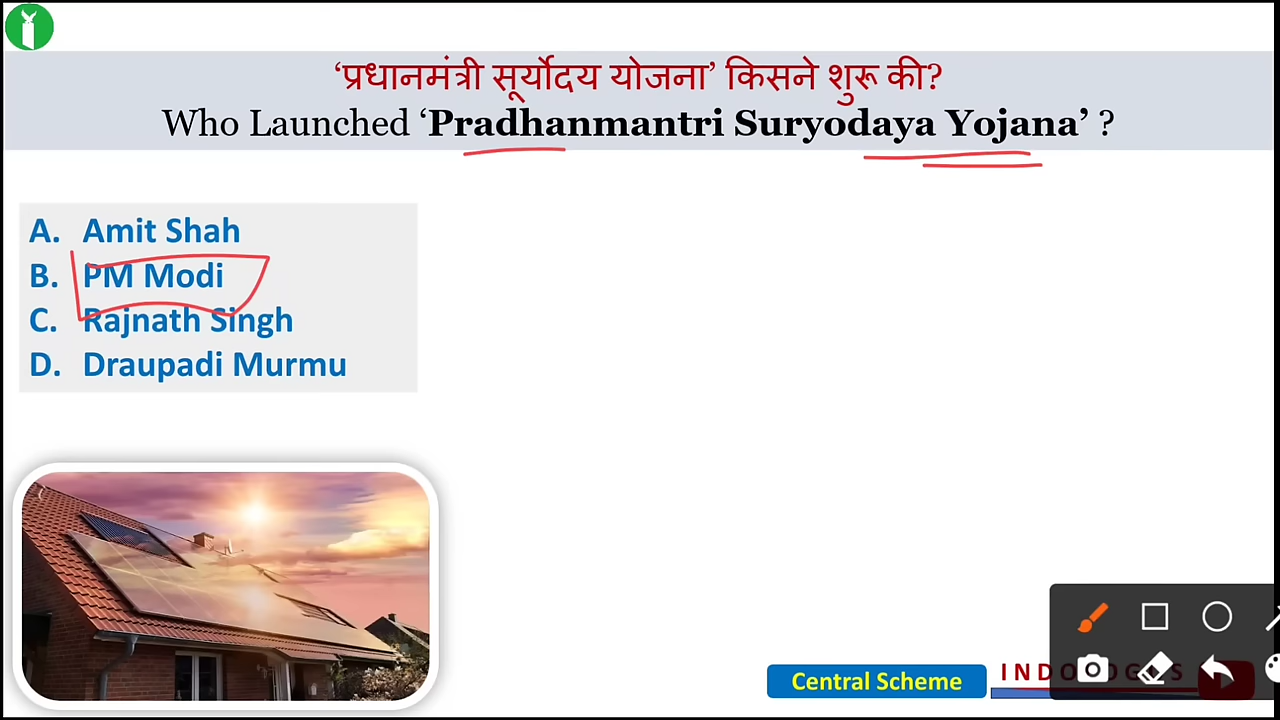 ‘प्रधानमंत्री सूर्योदय योजना’ किसने शुरू की?
Who Launched ‘Pradhanmantri Suryodaya Yojana’ ?
A. Amit Shah
B. PM Modi
C. Rajnath Singh
D. Draupadi Murmu
Central Scheme